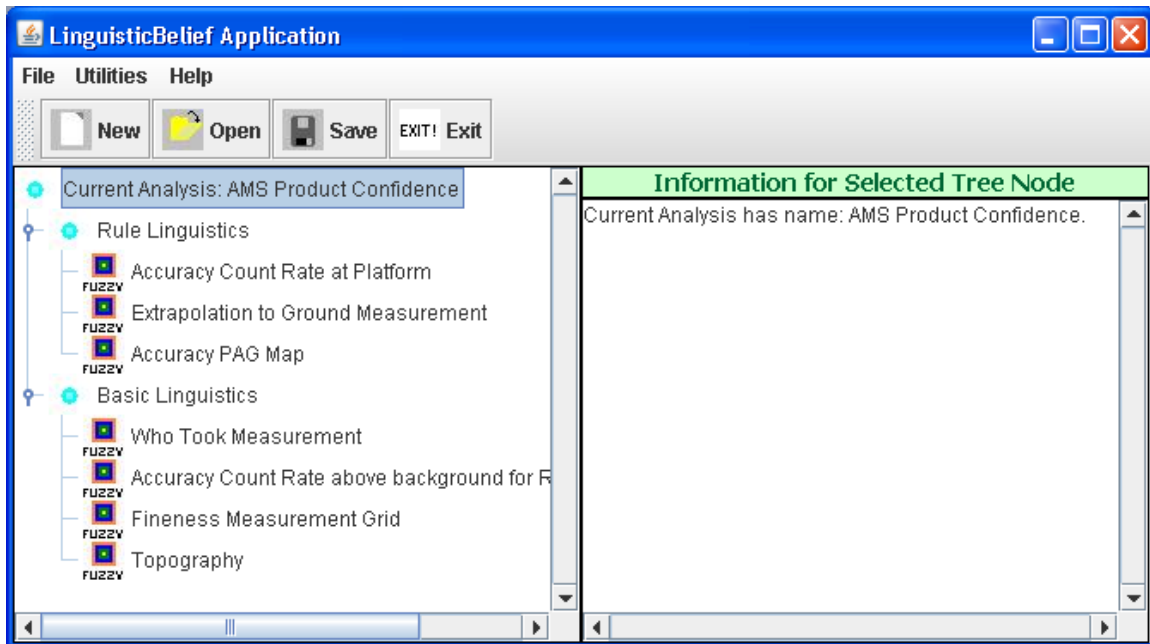 LinguisticBelief Application
File Utilities Help
New Open Save EXIT! Exit
Current Analysis: AMS Product Confidence
Rule Linguistics
FUZZY Accuracy Count Rate at Platform
FUZZY Extrapolation to Ground Measurement
FUZZY Accuracy PAG Map
Basic Linguistics
FUZZY Who Took Measurement
FUZZY Accuracy Count Rate above background for
FUZZY Fineness Measurement Grid
FUZZY Topography
Information for Selected Tree Node
Current Analysis has name: AMS Product Confidence.